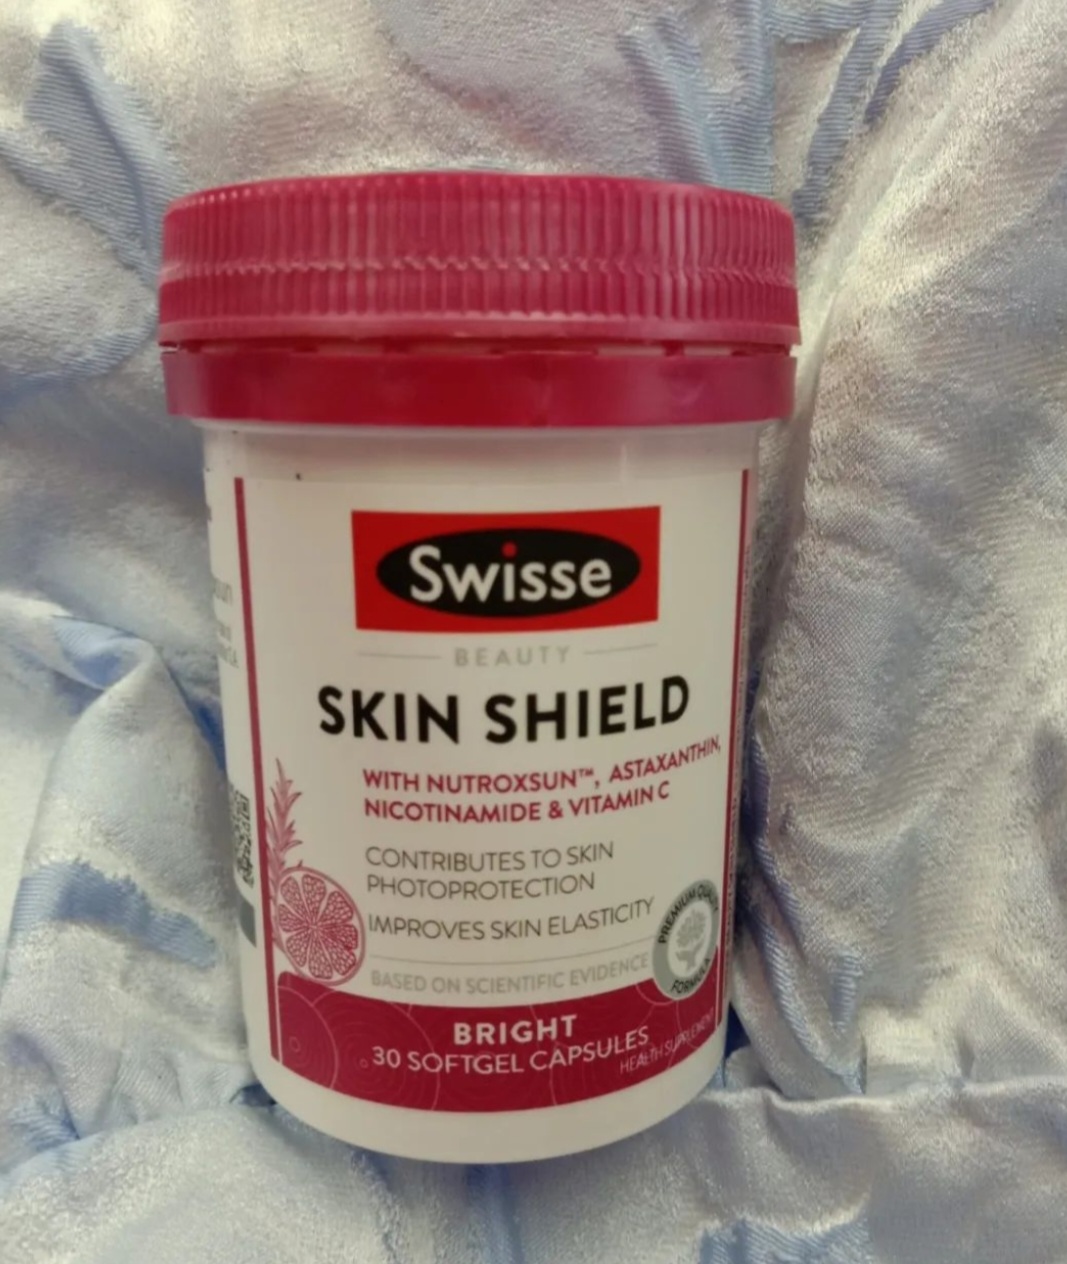 Swisse
BEAUTY
SKIN SHIELD
WITH NUTROXSUN™, ASTAXANTHIN,
NICOTINAMIDE & VITAMIN C
CONTRIBUTES TO SKIN
PHOTOPROTECTION
IMPROVES SKIN ELASTICITY
BASED ON SCIENTIFIC EVIDENCE
PREMIUM QUALITY
FORMULA
BRIGHT
30 SOFTGEL CAPSULES
HEALTH SUPPLEMENT